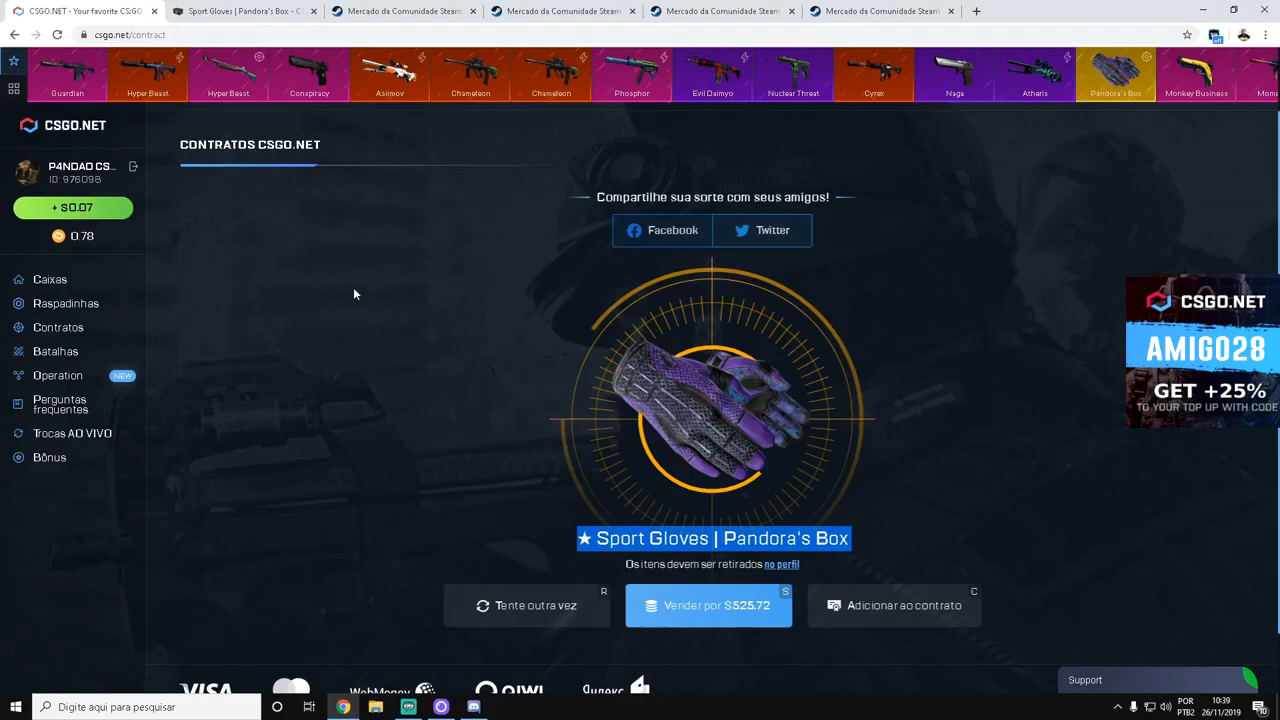 CSGO.NET - Your favorite CS:GO
Sport Gloves | Pandora's Box - CS:
Mercado da Comunidade Steam
Mercado da Comunidade Steam
Mercado da Comunidade Steam
Mercado da Comunidade Steam
csgo.net/contract
off
Guardian
Hyper Beast
Hyper Beast
Conspiracy
Asiimov
Chameleon
Chameleon
Phosphor
Evil Daimyo
Nuclear Threat
Cyrex
Naga
Atheris
Pandora's Box
Monkey Business
CSGO.NET
P4NDAO CS...
ID: 976098
+ $0.07
0.78
Caixas
Raspadinhas
Contratos
Batalhas
Operation NEW
Perguntas
frequentes
Trocas AO VIVO
Bônus
CONTRATOS CSGO.NET
Compartilhe sua sorte com seus amigos!
Facebook
Twitter
★ Sport Gloves | Pandora's Box
Os itens devem ser retirados no perfil
Tente outra vez R
Vender por $525.72 S
Adicionar ao contrato C
CSGO.NET
AMIGO28
GET +25%
TO YOUR TOP UP WITH CODE
VISA
WebMoney
QIWI
Яндекс
Support
Digite aqui para pesquisar
POR
PTB2
10:39
26/11/2019
10